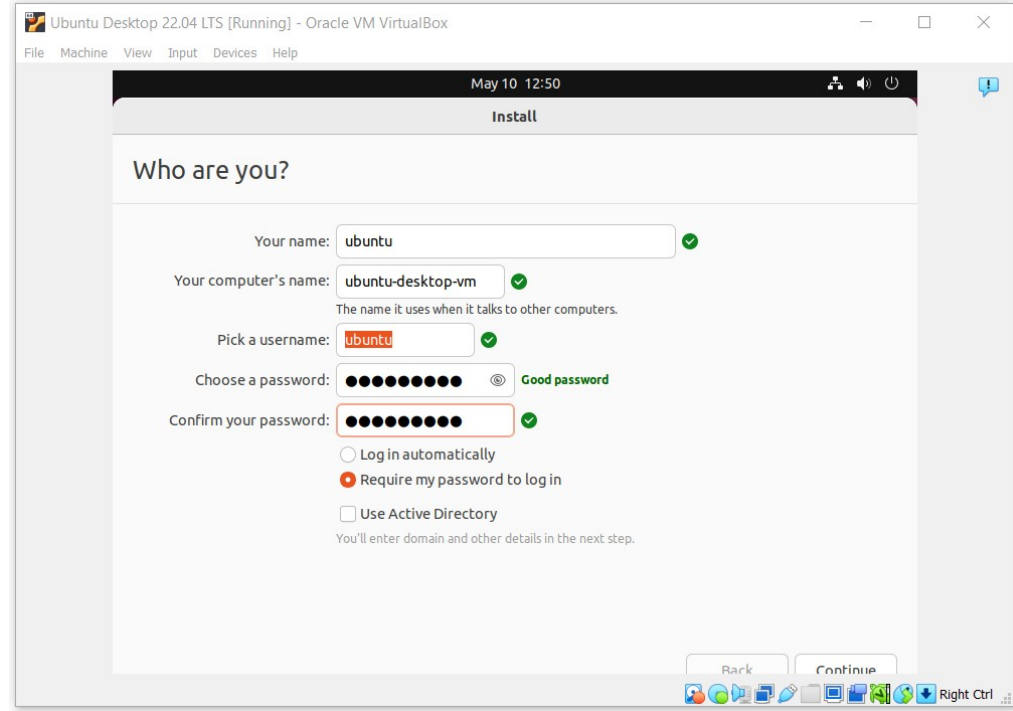 Ubuntu Desktop 22.04 LTS [Running] - Oracle VM VirtualBox
File Machine View Input Devices Help
May 10 12:50
Install
Who are you?
Your name: ubuntu
Your computer's name: ubuntu-desktop-vm
The name it uses when it talks to other computers.
Pick a username: ubuntu
Choose a password: ●●●●●●●●● Good password
Confirm your password: ●●●●●●●●●
Log in automatically
Require my password to log in
Use Active Directory
You'll enter domain and other details in the next step.
Back Continue
Right Ctrl